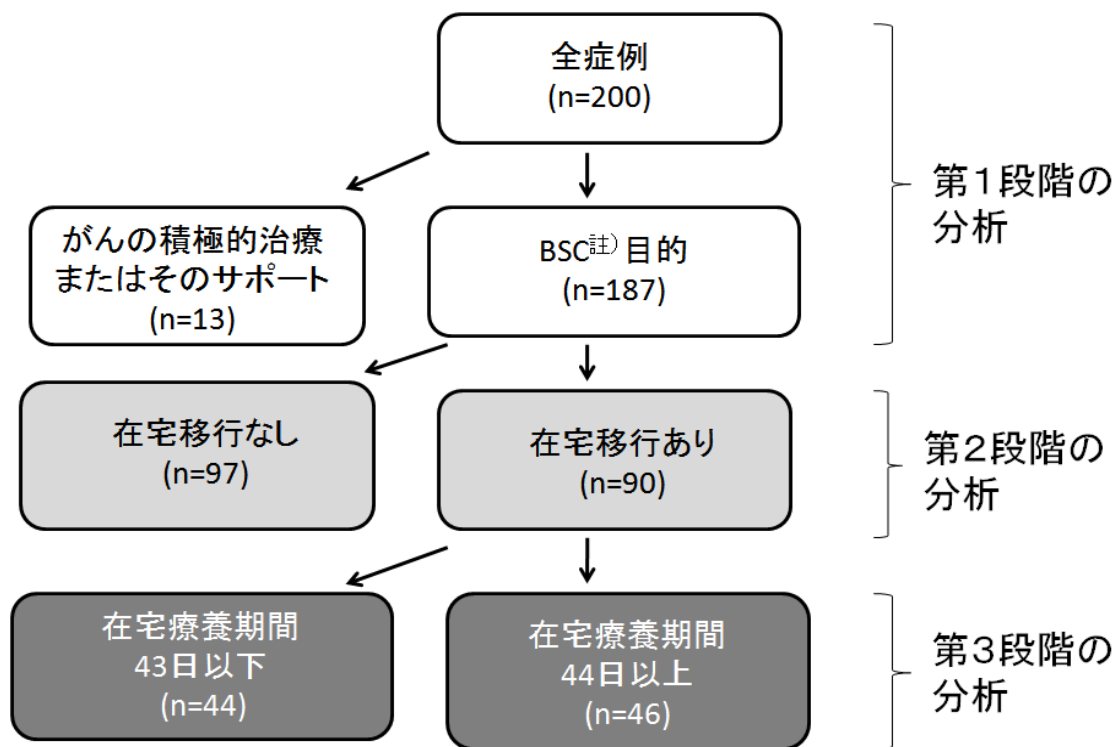 全症例
(n=200)
第１段階の
分析
がんの積極的治療
またはそのサポート
(n=13)
BSC註）目的
(n=187)
在宅移行なし
(n=97)
在宅移行あり
(n=90)
第２段階の
分析
在宅療養期間
43日以下
(n=44)
在宅療養期間
44日以上
(n=46)
第３段階の
分析